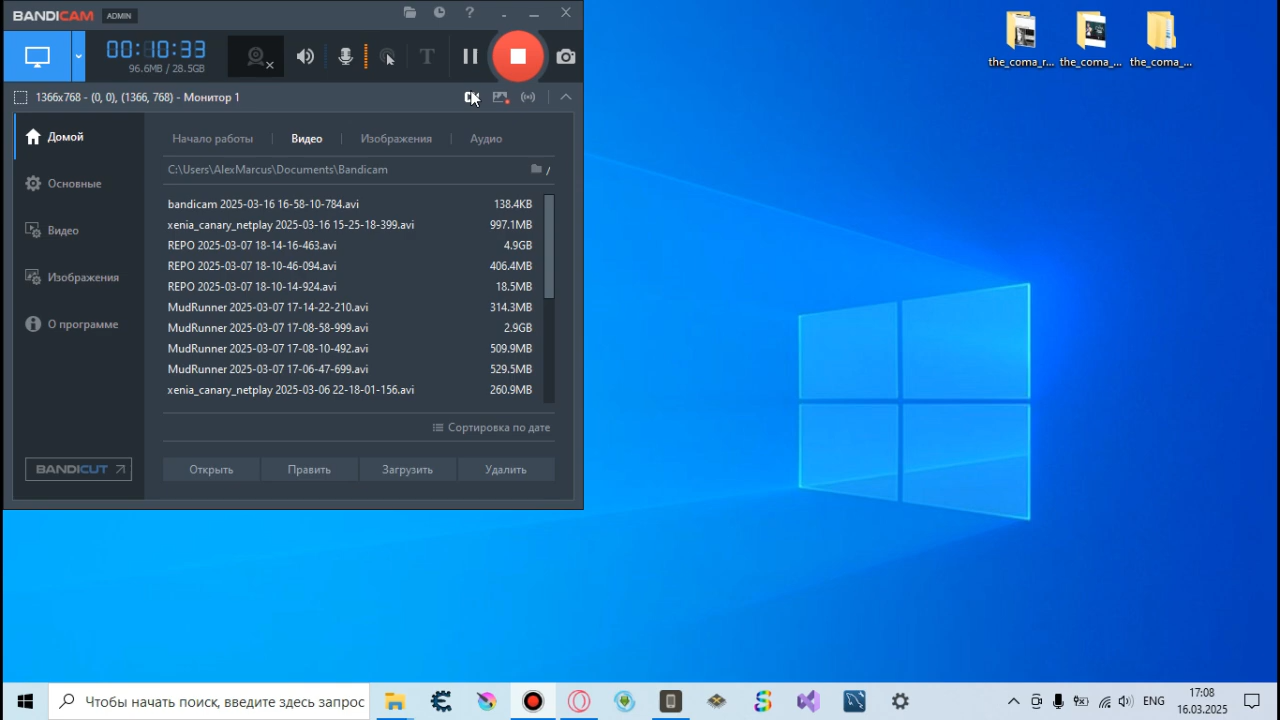 BANDICAM ADMIN
00:10:33
96.6MB / 28.5GB
1366x768 - (0, 0), (1366, 768) - Монитор 1
Домой
Основные
Видео
Изображения
О программе
BANDICUT
Начало работы
Видео
Изображения
Аудио
C:\Users\AlexMarcus\Documents\Bandicam
bandicam 2025-03-16 16-58-10-784.avi 138.4KB
xenia_canary_netplay 2025-03-16 15-25-18-399.avi 997.1MB
REPO 2025-03-07 18-14-16-463.avi 4.9GB
REPO 2025-03-07 18-10-46-094.avi 406.4MB
REPO 2025-03-07 18-10-14-924.avi 18.5MB
MudRunner 2025-03-07 17-14-22-210.avi 314.3MB
MudRunner 2025-03-07 17-08-58-999.avi 2.9GB
MudRunner 2025-03-07 17-08-10-492.avi 509.9MB
MudRunner 2025-03-07 17-06-47-699.avi 529.5MB
xenia_canary_netplay 2025-03-06 22-18-01-156.avi 260.9MB
Сортировка по дате
Открыть
Править
Загрузить
Удалить
the_coma_r...
the_coma_...
the_coma_...
Чтобы начать поиск, введите здесь запрос
ENG
17:08
16.03.2025